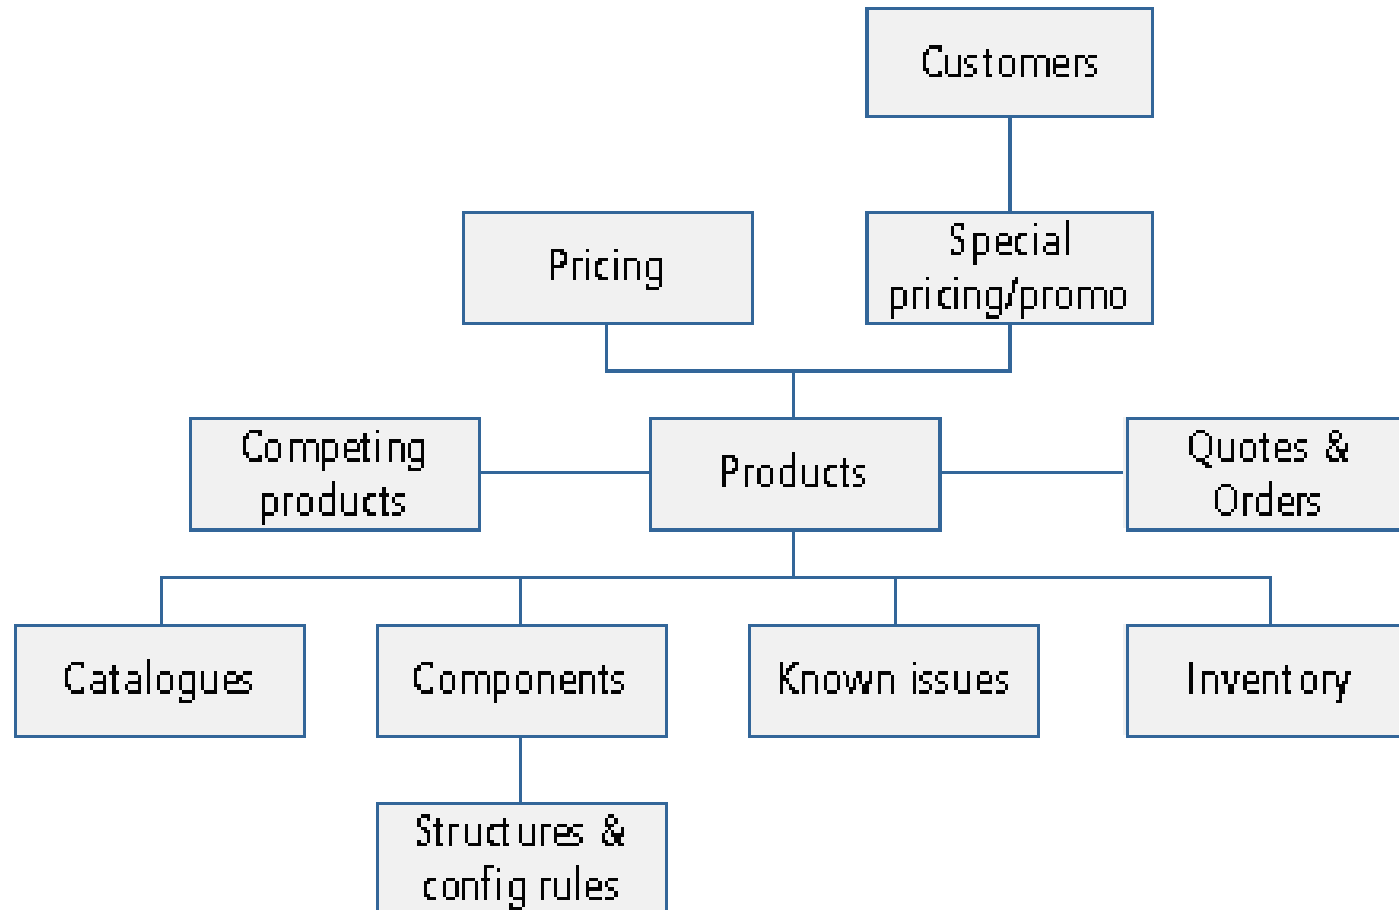 Customers
Pricing
Special
pricing/promo
Competing
products
Products
Quotes &
Orders
Catalogues
Components
Known issues
Inventory
Structures &
config rules